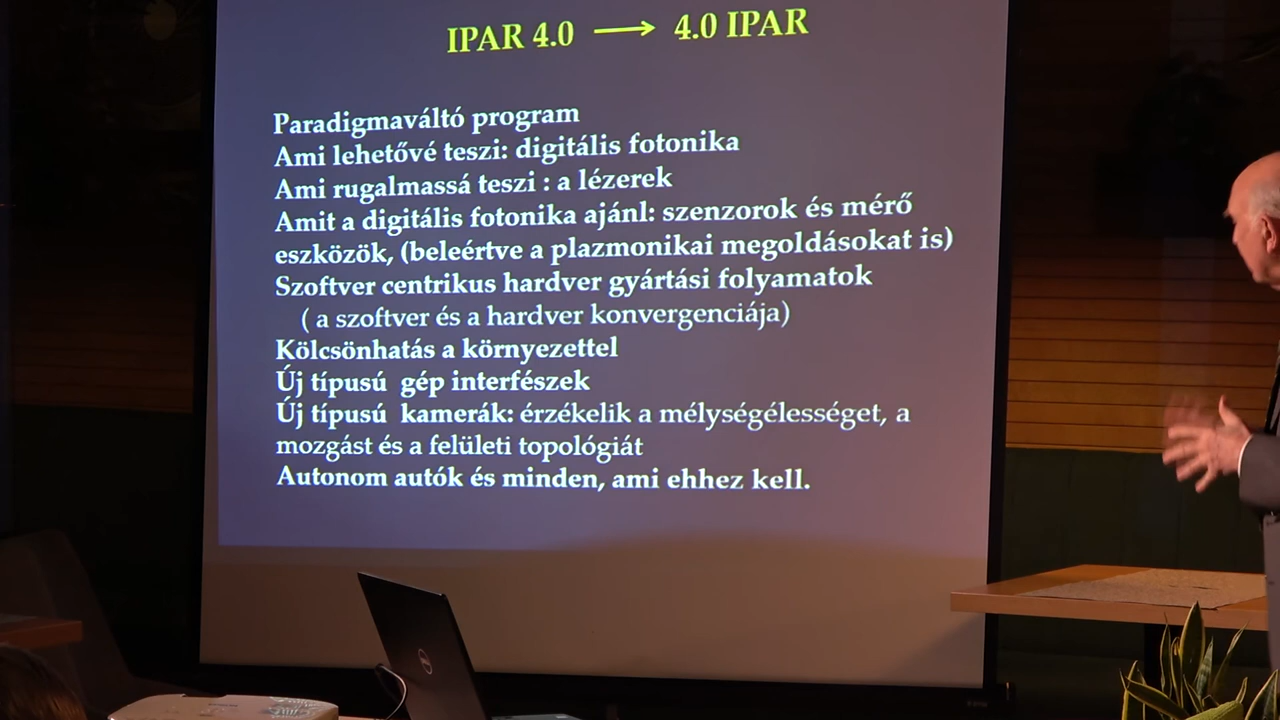 IPAR 4.0 ⟶ 4.0 IPAR
Paradigmaváltó program
Ami lehetővé teszi: digitális fotonika
Ami rugalmassá teszi : a lézerek
Amit a digitális fotonika ajánl: szenzorok és mérő
eszközök, (beleértve a plazmonikai megoldásokat is)
Szoftver centrikus hardver gyártási folyamatok
( a szoftver és a hardver konvergenciája)
Kölcsönhatás a környezettel
Új típusú gép interfészek
Új típusú kamerák: érzékelik a mélységélességet, a
mozgást és a felületi topológiát
Autonom autók és minden, ami ehhez kell.
DELL